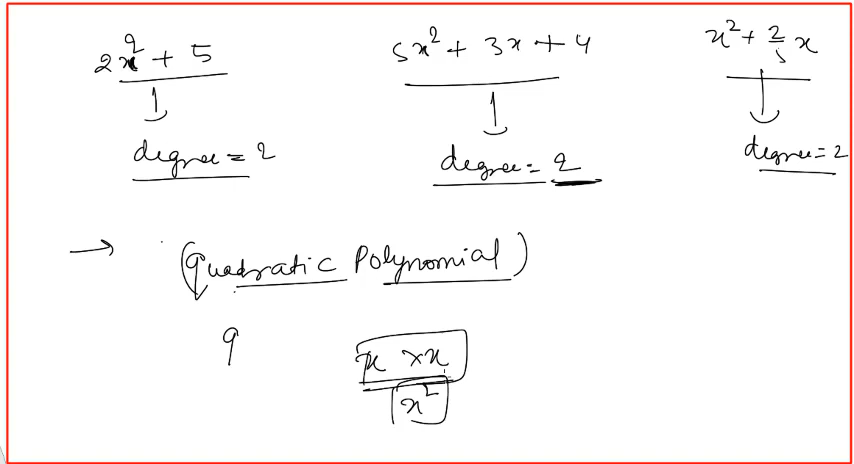 2x² + 5    5x² + 3x + 4    x² + 2/5 x
degree = 2    degree = 2    degree = 2
→ (Quadratic Polynomial)
9    x × x
x²